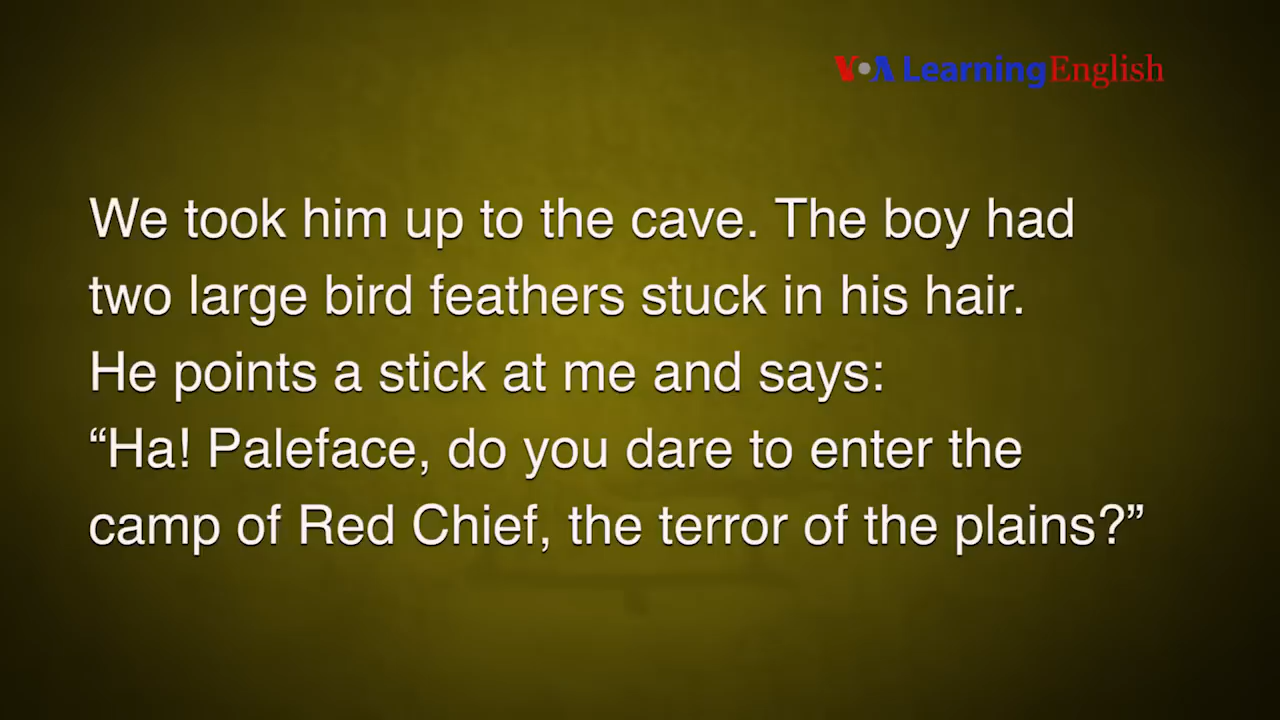 VOA Learning English
We took him up to the cave. The boy had
two large bird feathers stuck in his hair.
He points a stick at me and says:
“Ha! Paleface, do you dare to enter the
camp of Red Chief, the terror of the plains?”